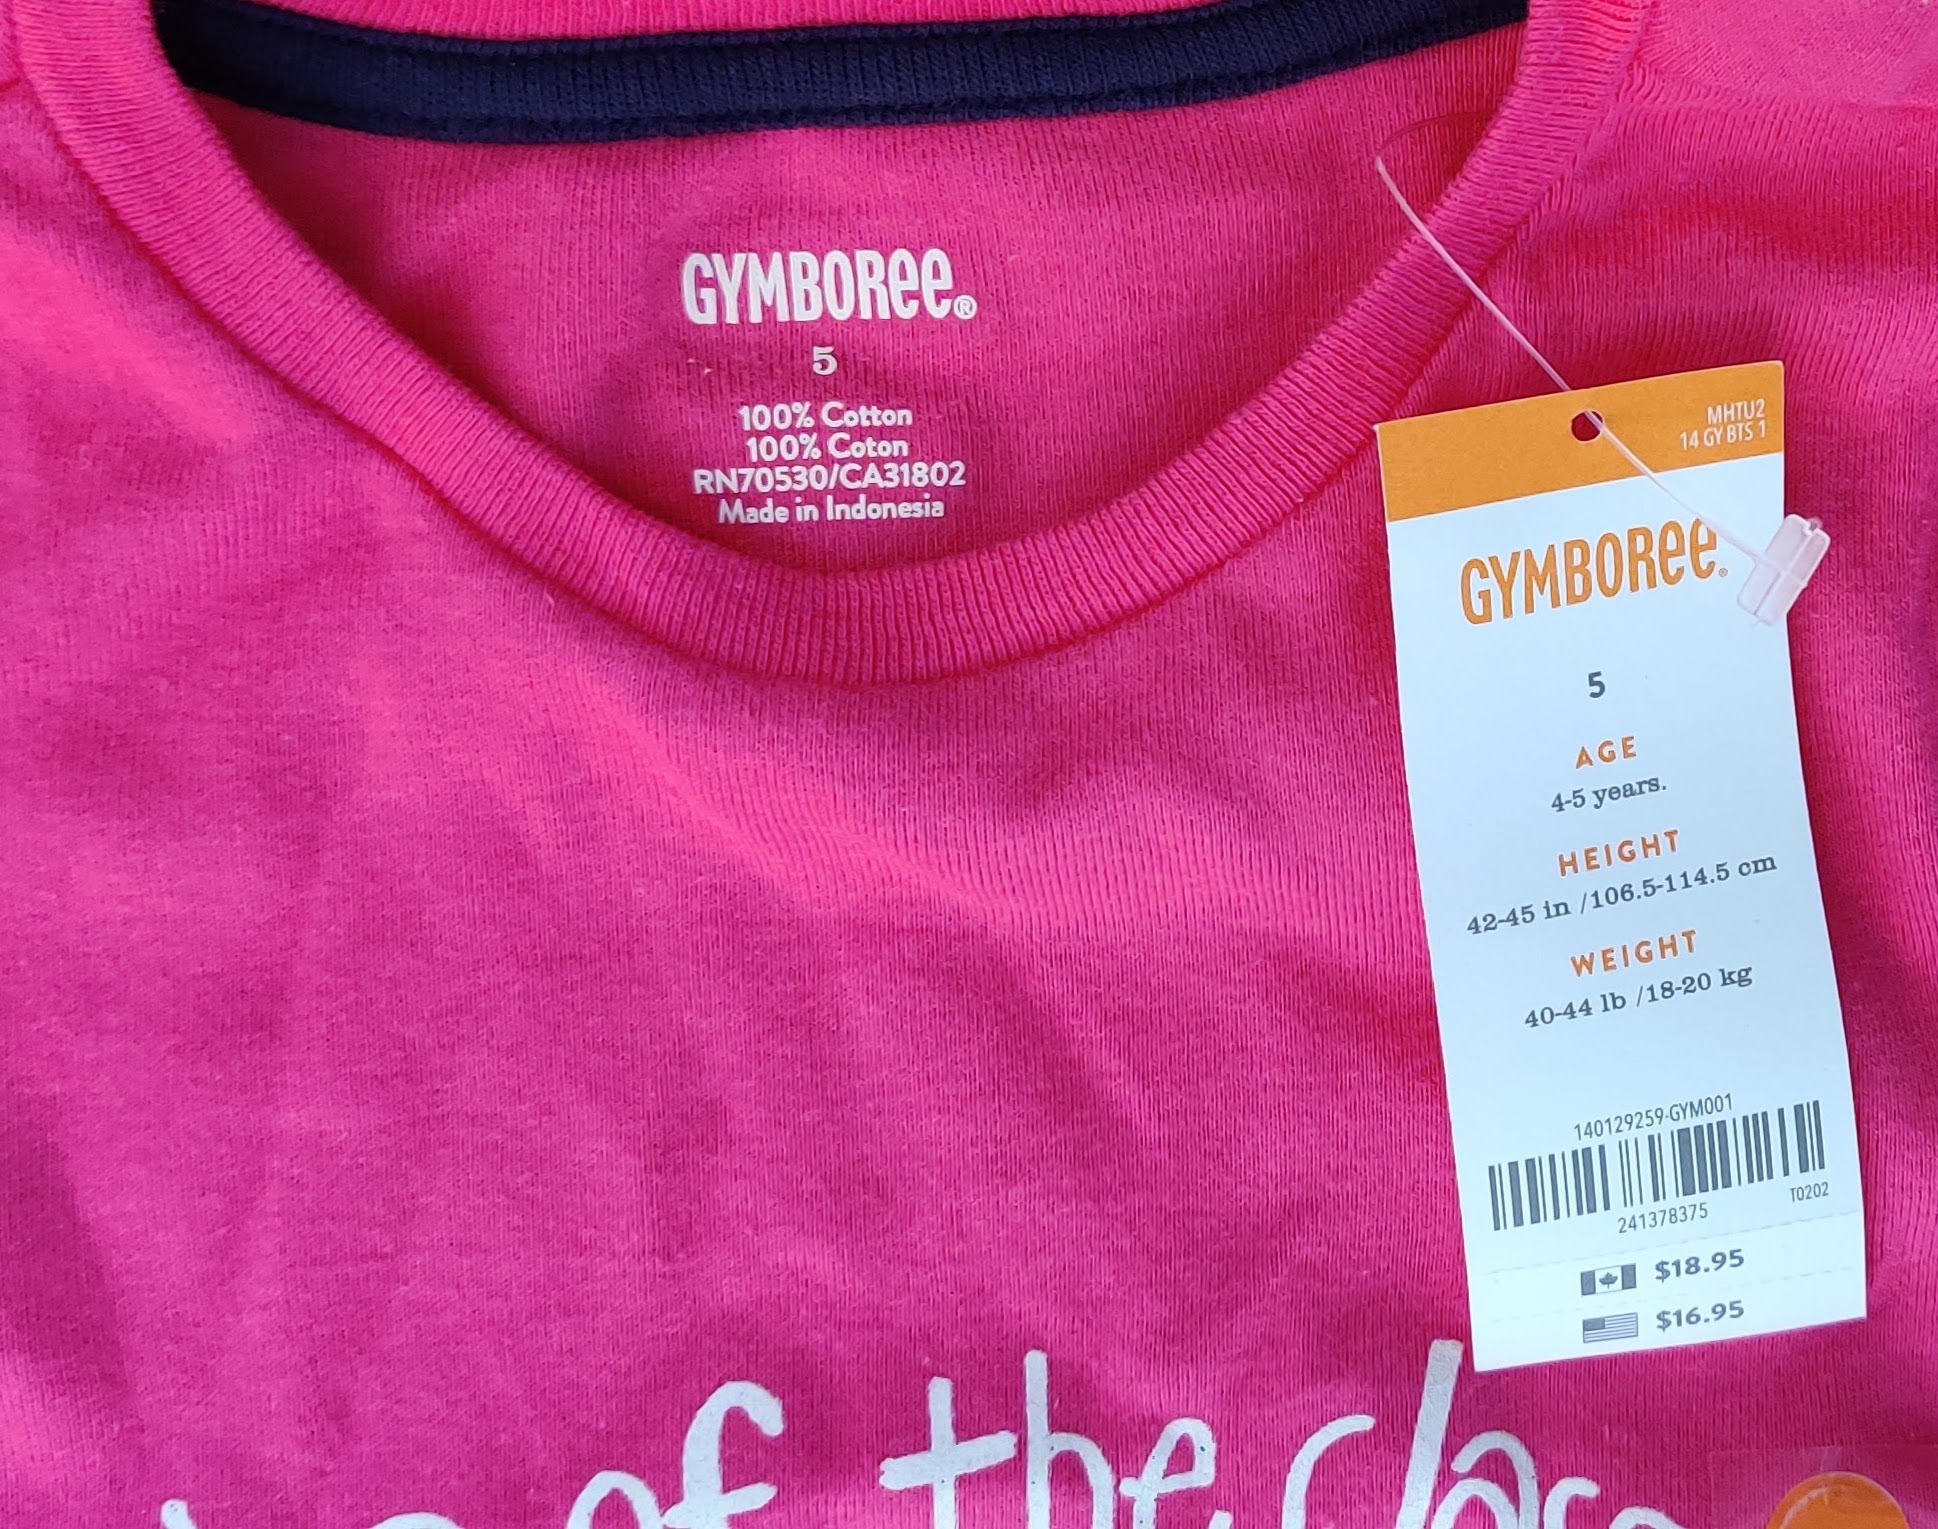 GYMBOREE®
5
100% Cotton
100% Coton
RN70530/CA31802
Made in Indonesia
MHTU2
14 GY BTS 1
GYMBOREE®
5
AGE
4-5 years.
HEIGHT
42-45 in /106.5-114.5 cm
WEIGHT
40-44 lb /18-20 kg
140129259-GYM001
241378375
T0202
$18.95
$16.95
of the class